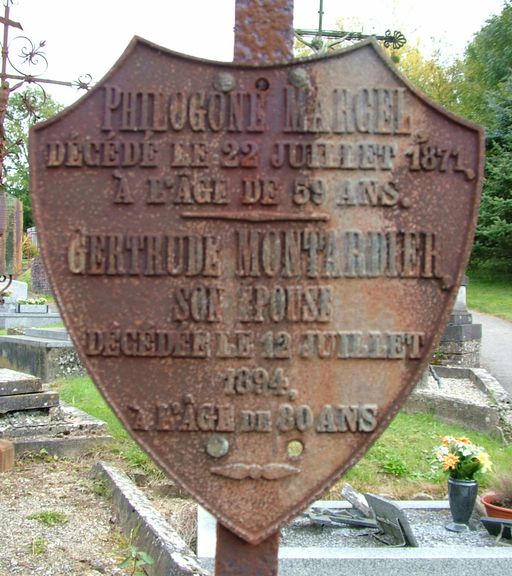 PHILOGONE MARCEL
DÉCÉDÉ LE 22 JUILLET 1871,
À L'ÂGE DE 59 ANS.
GERTRUDE MONTARDIER,
SON ÉPOUSE
DÉCÉDÉE LE 12 JUILLET
1894,
À L'ÂGE DE 80 ANS